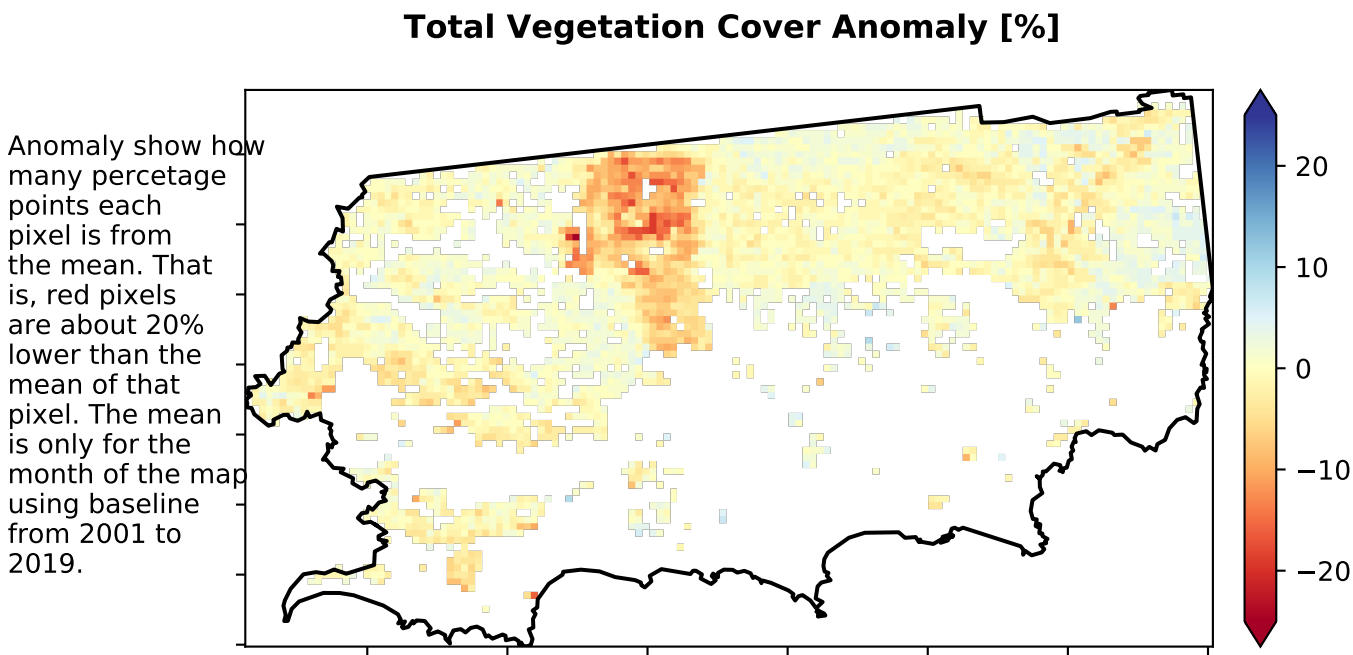 Total Vegetation Cover Anomaly [%]
Anomaly show how
many percetage
points each
pixel is from
the mean. That
is, red pixels
are about 20%
lower than the
mean of that
pixel. The mean
is only for the
month of the map
using baseline
from 2001 to
2019.
20
10
0
−10
−20